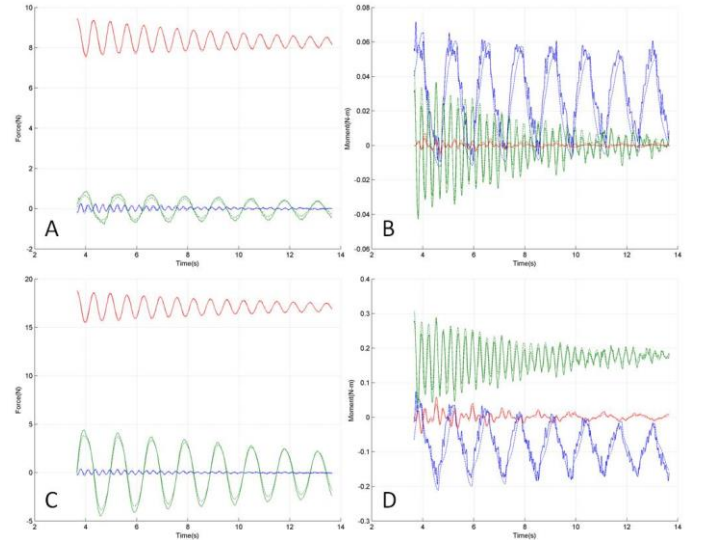 10
8
6
4
2
0
-2
Force(N)
A
2 4 6 8 10 12 14
Time(s)
0.08
0.06
0.04
0.02
0
-0.02
-0.04
-0.06
Moment(N-m)
B
2 4 6 8 10 12 14
Time(s)
20
15
10
5
0
-5
Force(N)
C
2 4 6 8 10 12 14
Time(s)
0.4
0.3
0.2
0.1
0
-0.1
-0.2
-0.3
Moment(N-m)
D
2 4 6 8 10 12 14
Time(s)